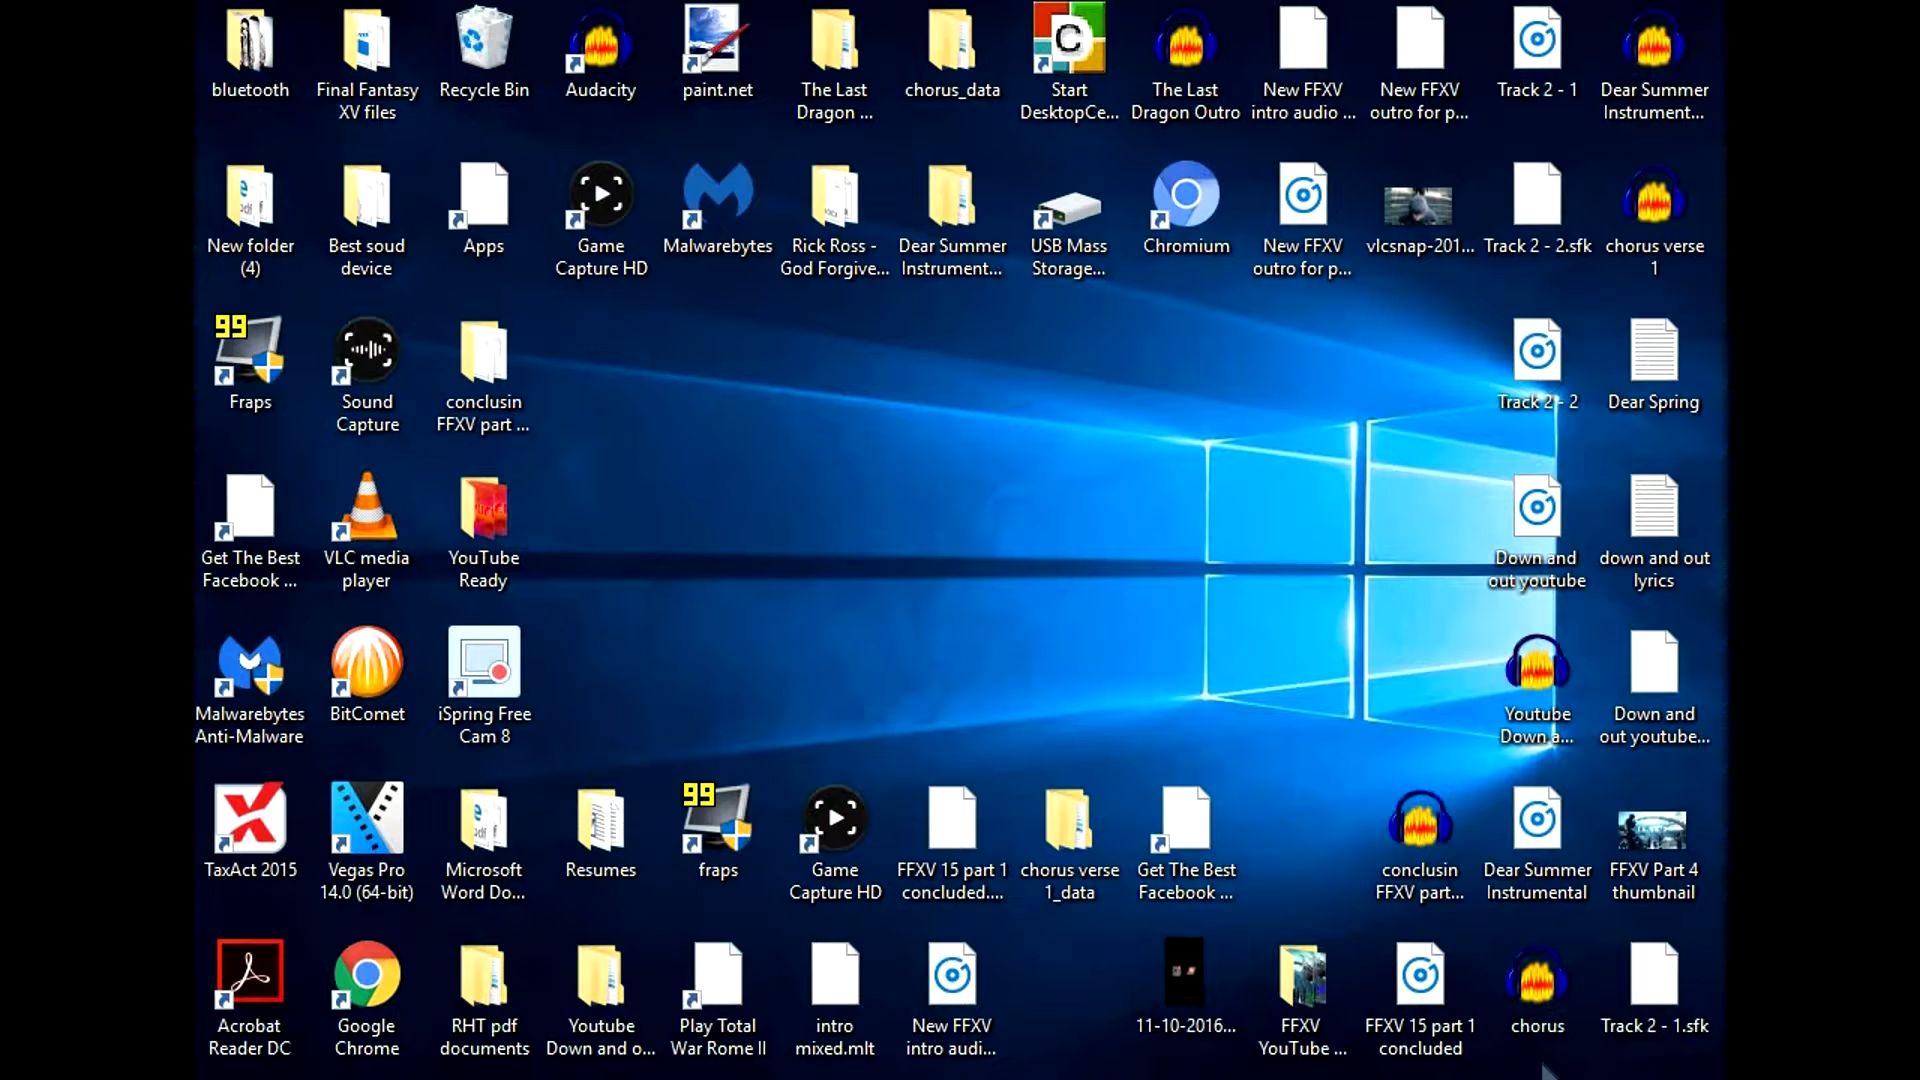 bluetooth
Final Fantasy
XV files
Recycle Bin
Audacity
paint.net
The Last
Dragon ...
chorus_data
C
Start
DesktopCe...
The Last
Dragon Outro
New FFXV
intro audio ...
New FFXV
outro for p...
Track 2 - 1
Dear Summer
Instrument...
New folder
(4)
Best soud
device
Apps
Game
Capture HD
Malwarebytes
Rick Ross -
God Forgive...
Dear Summer
Instrument...
USB Mass
Storage...
Chromium
New FFXV
outro for p...
vlcsnap-201...
Track 2 - 2.sfk
chorus verse
1
99
Fraps
Sound
Capture
conclusin
FFXV part ...
Track 2 - 2
Dear Spring
Get The Best
Facebook ...
VLC media
player
YouTube
Ready
Down and
out youtube
down and out
lyrics
Malwarebytes
Anti-Malware
BitComet
iSpring Free
Cam 8
Youtube
Down a...
Down and
out youtube...
TaxAct 2015
Vegas Pro
14.0 (64-bit)
Microsoft
Word Do...
Resumes
99
fraps
Game
Capture HD
FFXV 15 part 1
concluded....
chorus verse
1_data
Get The Best
Facebook ...
conclusin
FFXV part...
Dear Summer
Instrumental
FFXV Part 4
thumbnail
Acrobat
Reader DC
Google
Chrome
RHT pdf
documents
Youtube
Down and o...
Play Total
War Rome II
intro
mixed.mlt
New FFXV
intro audi...
11-10-2016...
FFXV
YouTube ...
FFXV 15 part 1
concluded
chorus
Track 2 - 1.sfk